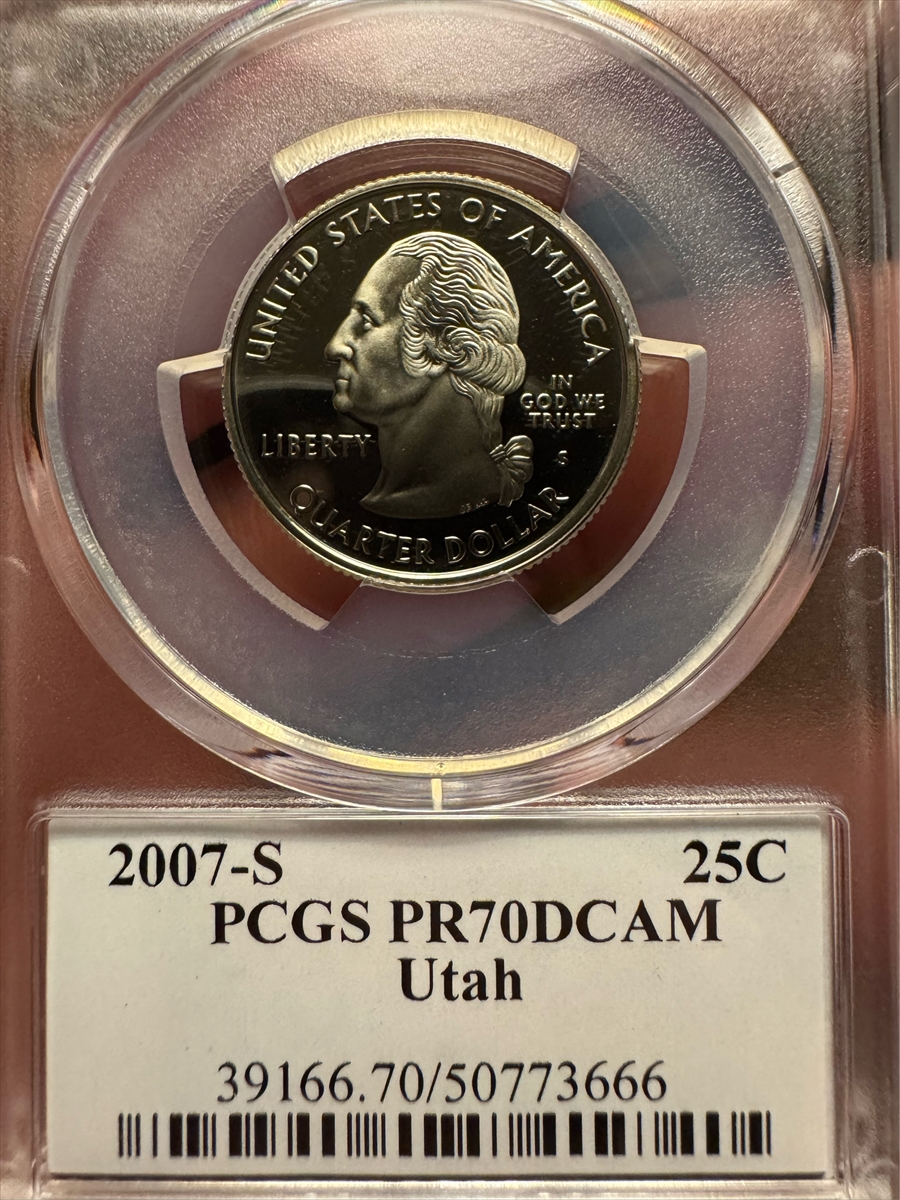 UNITED STATES OF AMERICA
IN
GOD WE
TRUST
LIBERTY
S
QUARTER DOLLAR
2007-S 25C
PCGS PR70DCAM
Utah
39166.70/50773666